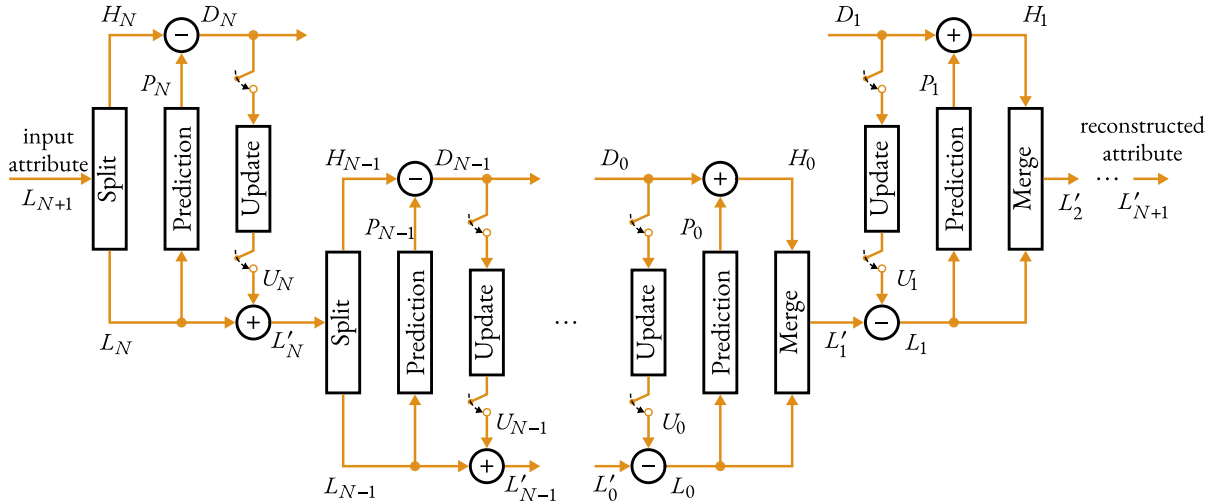 H_N
D_N
P_N
input
attribute
L_{N+1}
Split
Prediction
Update
U_N
L_N
L'_N
H_{N−1}
D_{N−1}
P_{N−1}
Split
Prediction
Update
U_{N−1}
L_{N−1}
L'_{N−1}
...
D_0
H_0
P_0
Update
Prediction
Merge
U_0
L'_0
L_0
L'_1
D_1
H_1
P_1
Update
Prediction
Merge
U_1
L_1
reconstructed
attribute
L'_2
...
L'_{N+1}